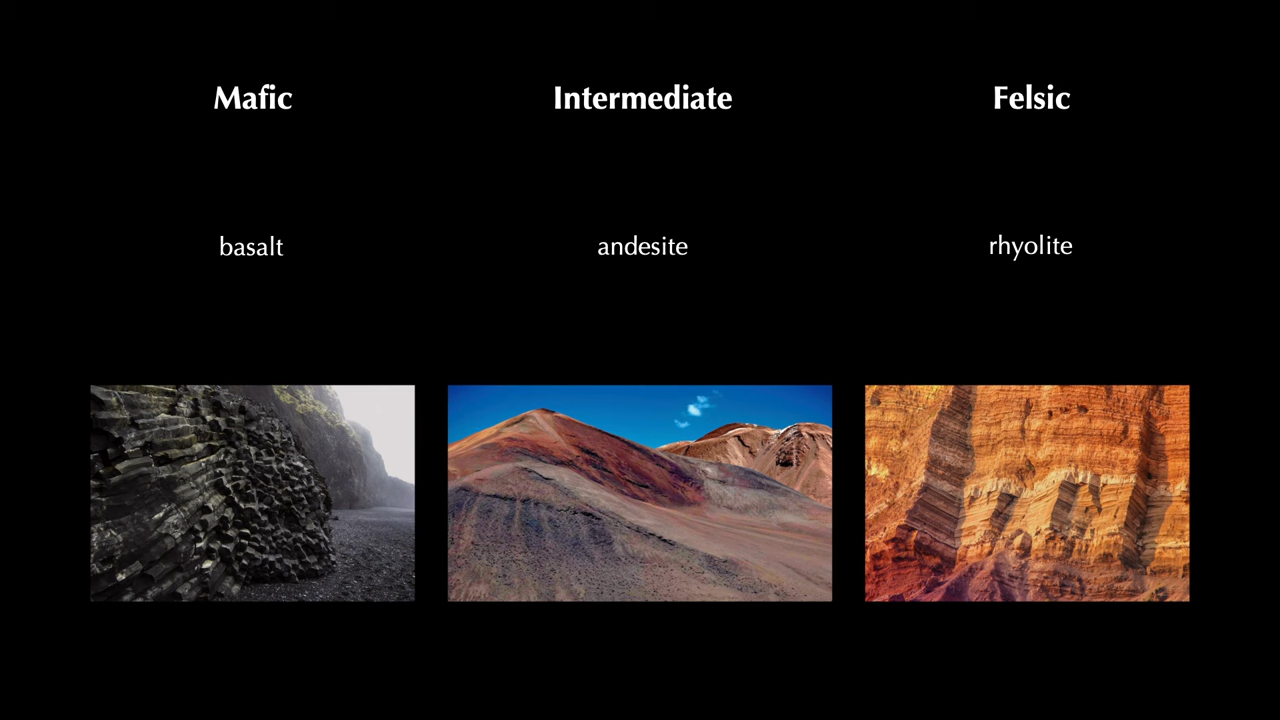 Mafic
Intermediate
Felsic
basalt
andesite
rhyolite